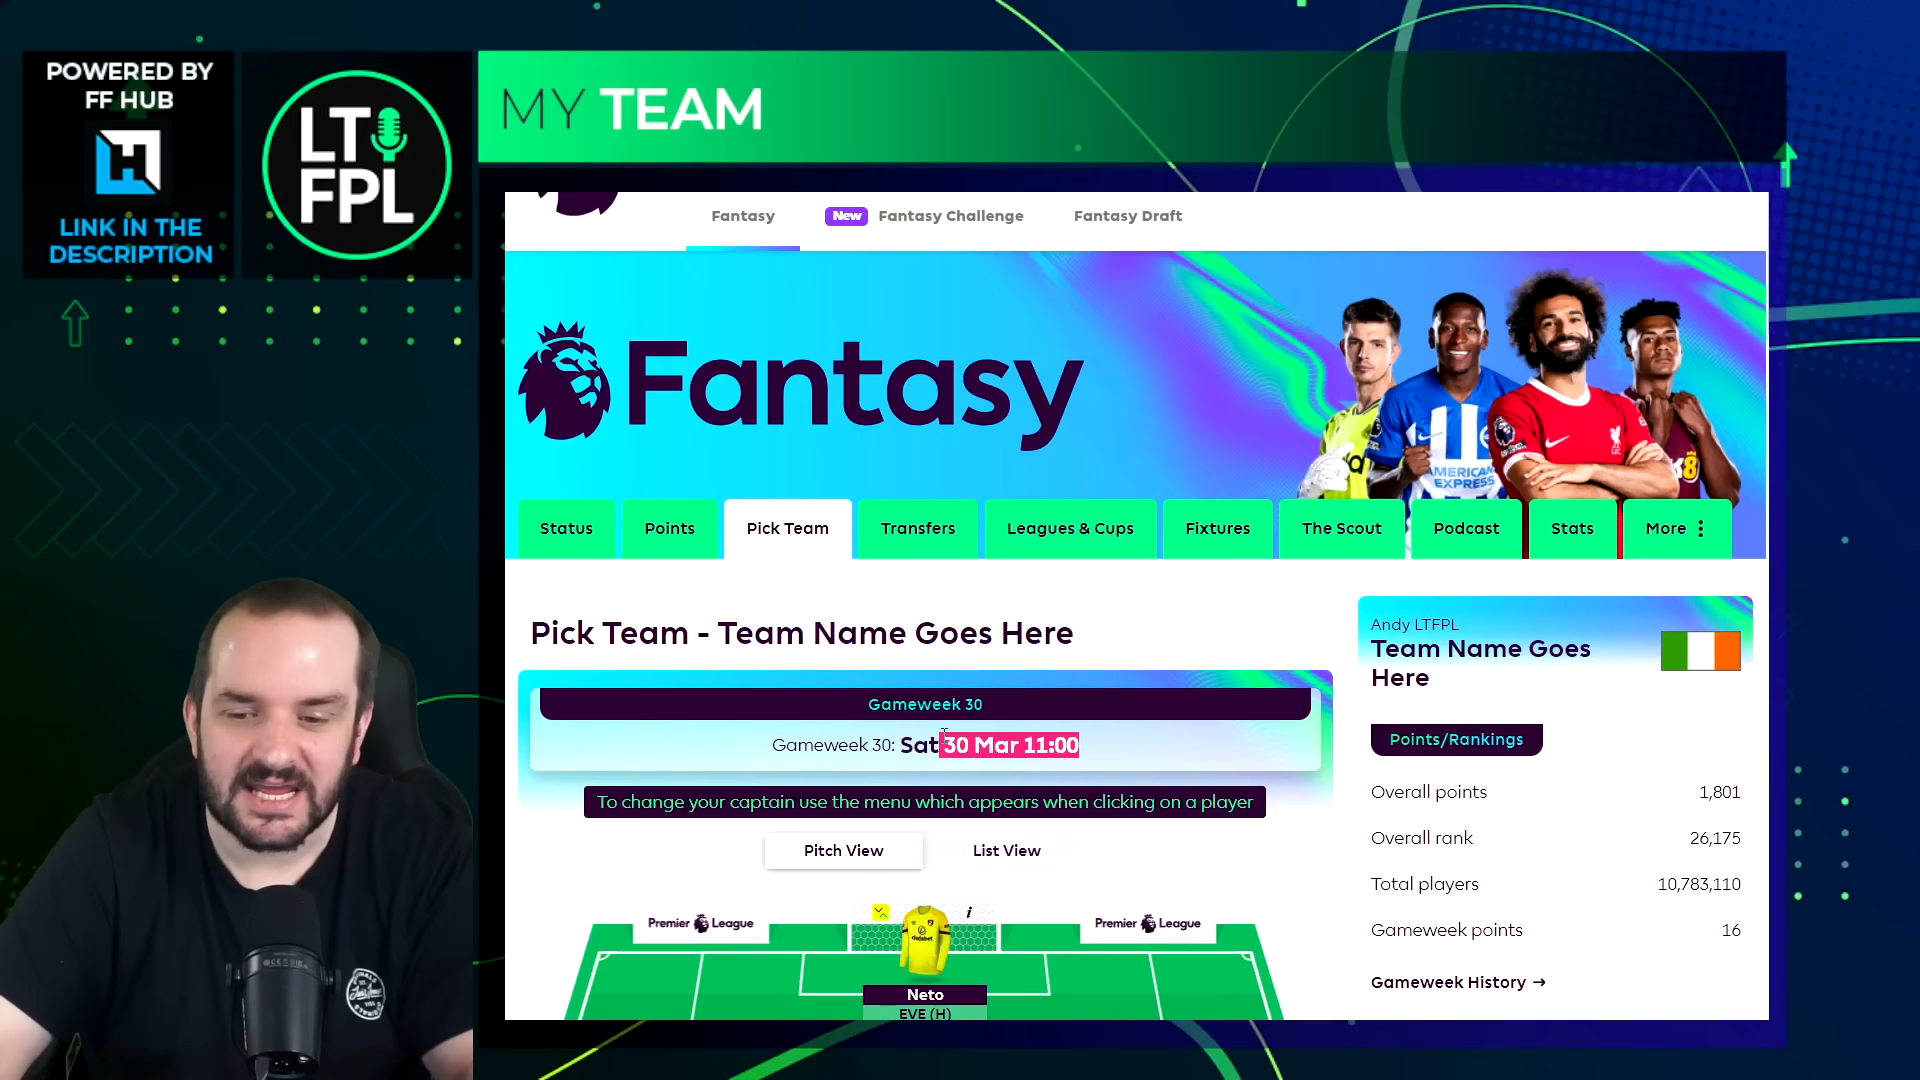 POWERED BY
FF HUB
LINK IN THE
DESCRIPTION
LT
FPL
MY TEAM
Fantasy
New
Fantasy Challenge
Fantasy Draft
Fantasy
AMERICAN
EXPRESS
Status
Points
Pick Team
Transfers
Leagues & Cups
Fixtures
The Scout
Podcast
Stats
More
Pick Team - Team Name Goes Here
Gameweek 30
Gameweek 30: Sat 30 Mar 11:00
To change your captain use the menu which appears when clicking on a player
Pitch View
List View
Premier League
Premier League
Neto
EVE (H)
Andy LTFPL
Team Name Goes
Here
Points/Rankings
Overall points 1,801
Overall rank 26,175
Total players 10,783,110
Gameweek points 16
Gameweek History →